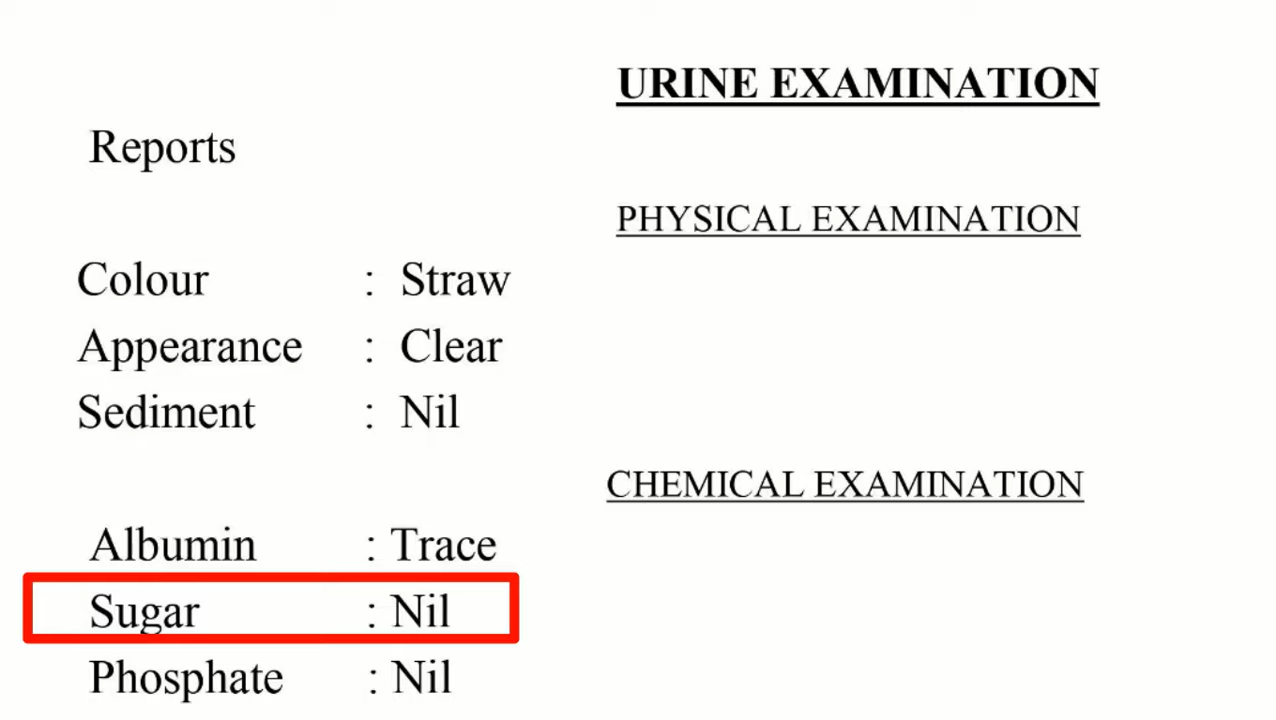 URINE EXAMINATION
Reports
PHYSICAL EXAMINATION
Colour : Straw
Appearance : Clear
Sediment : Nil
CHEMICAL EXAMINATION
Albumin : Trace
Sugar : Nil
Phosphate : Nil